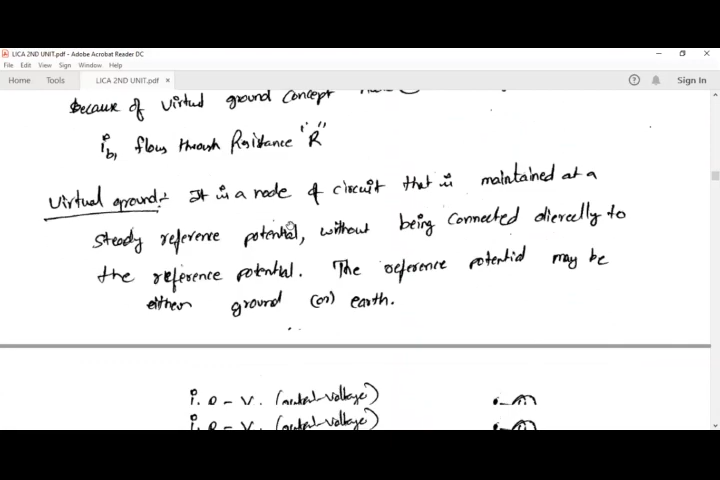 LICA 2ND UNIT.pdf - Adobe Acrobat Reader DC
File Edit View Sign Window Help
Home Tools LICA 2ND UNIT.pdf × Sign In
Because of Virtual ground concept
ib, flows through Resistance "R"
Virtual ground:- It is a node of circuit that is maintained at a
steady reference potential, without being connected directly to
the reference potential. The reference potential may be
either ground (or) earth.